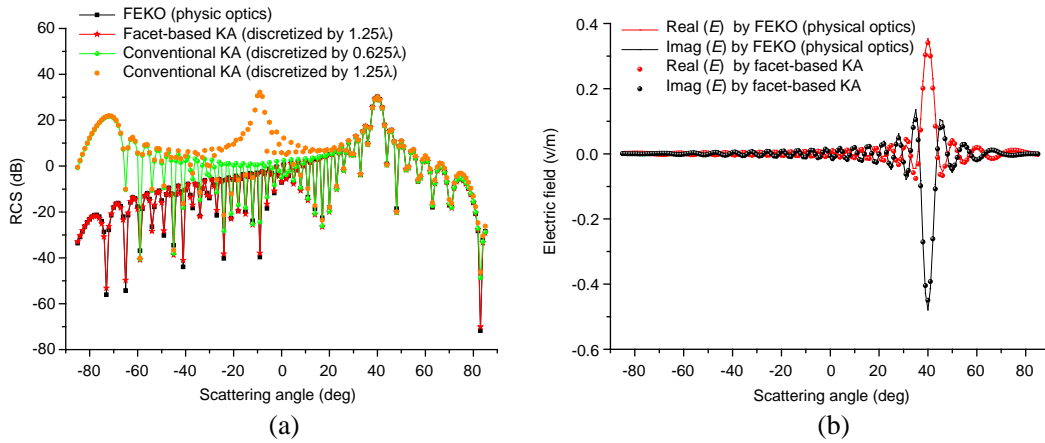 FEKO (physic optics)
Facet-based KA (discretized by 1.25λ)
Conventional KA (discretized by 0.625λ)
Conventional KA (discretized by 1.25λ)
RCS (dB)
80
60
40
20
0
-20
-40
-60
-80
-80 -60 -40 -20 0 20 40 60 80
Scattering angle (deg)
(a)
Real (E) by FEKO (physical optics)
Imag (E) by FEKO (physical optics)
Real (E) by facet-based KA
Imag (E) by facet-based KA
Electric field (v/m)
0.4
0.2
0.0
-0.2
-0.4
-0.6
-80 -60 -40 -20 0 20 40 60 80
Scattering angle (deg)
(b)